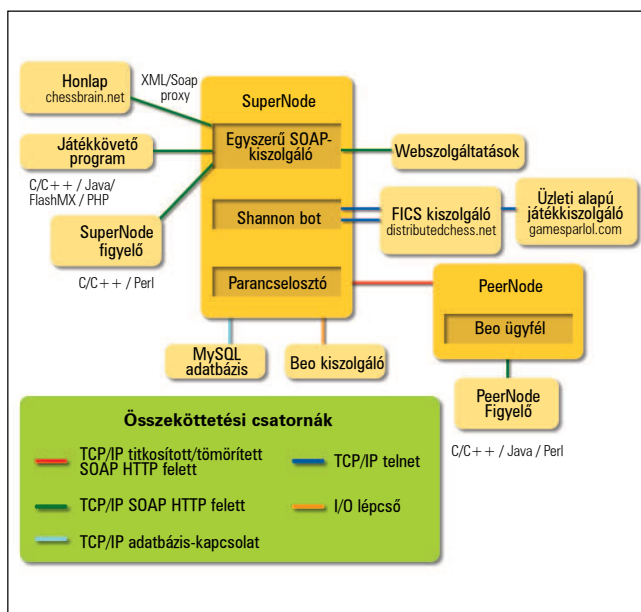 Honlap
chessbrain.net
XML/Soap
proxy
SuperNode
Játékkövető
program
Egyszerű SOAP-
kiszolgáló
Webszolgáltatások
C/C++ / Java/
FlashMX / PHP
SuperNode
figyelő
Shannon bot
FICS kiszolgáló
distributedchess.net
Üzleti alapú
játékkiszolgáló
gamesparlol.com
C/C++ / Perl
Parancselosztó
PeerNode
Beo ügyfél
MySQL
adatbázis
Beo kiszolgáló
PeerNode
Figyelő
C/C++ / Java / Perl
Összeköttetési csatornák
TCP/IP titkosított/tömörített
SOAP HTTP felett
TCP/IP telnet
TCP/IP SOAP HTTP felett
I/O lépcső
TCP/IP adatbázis-kapcsolat